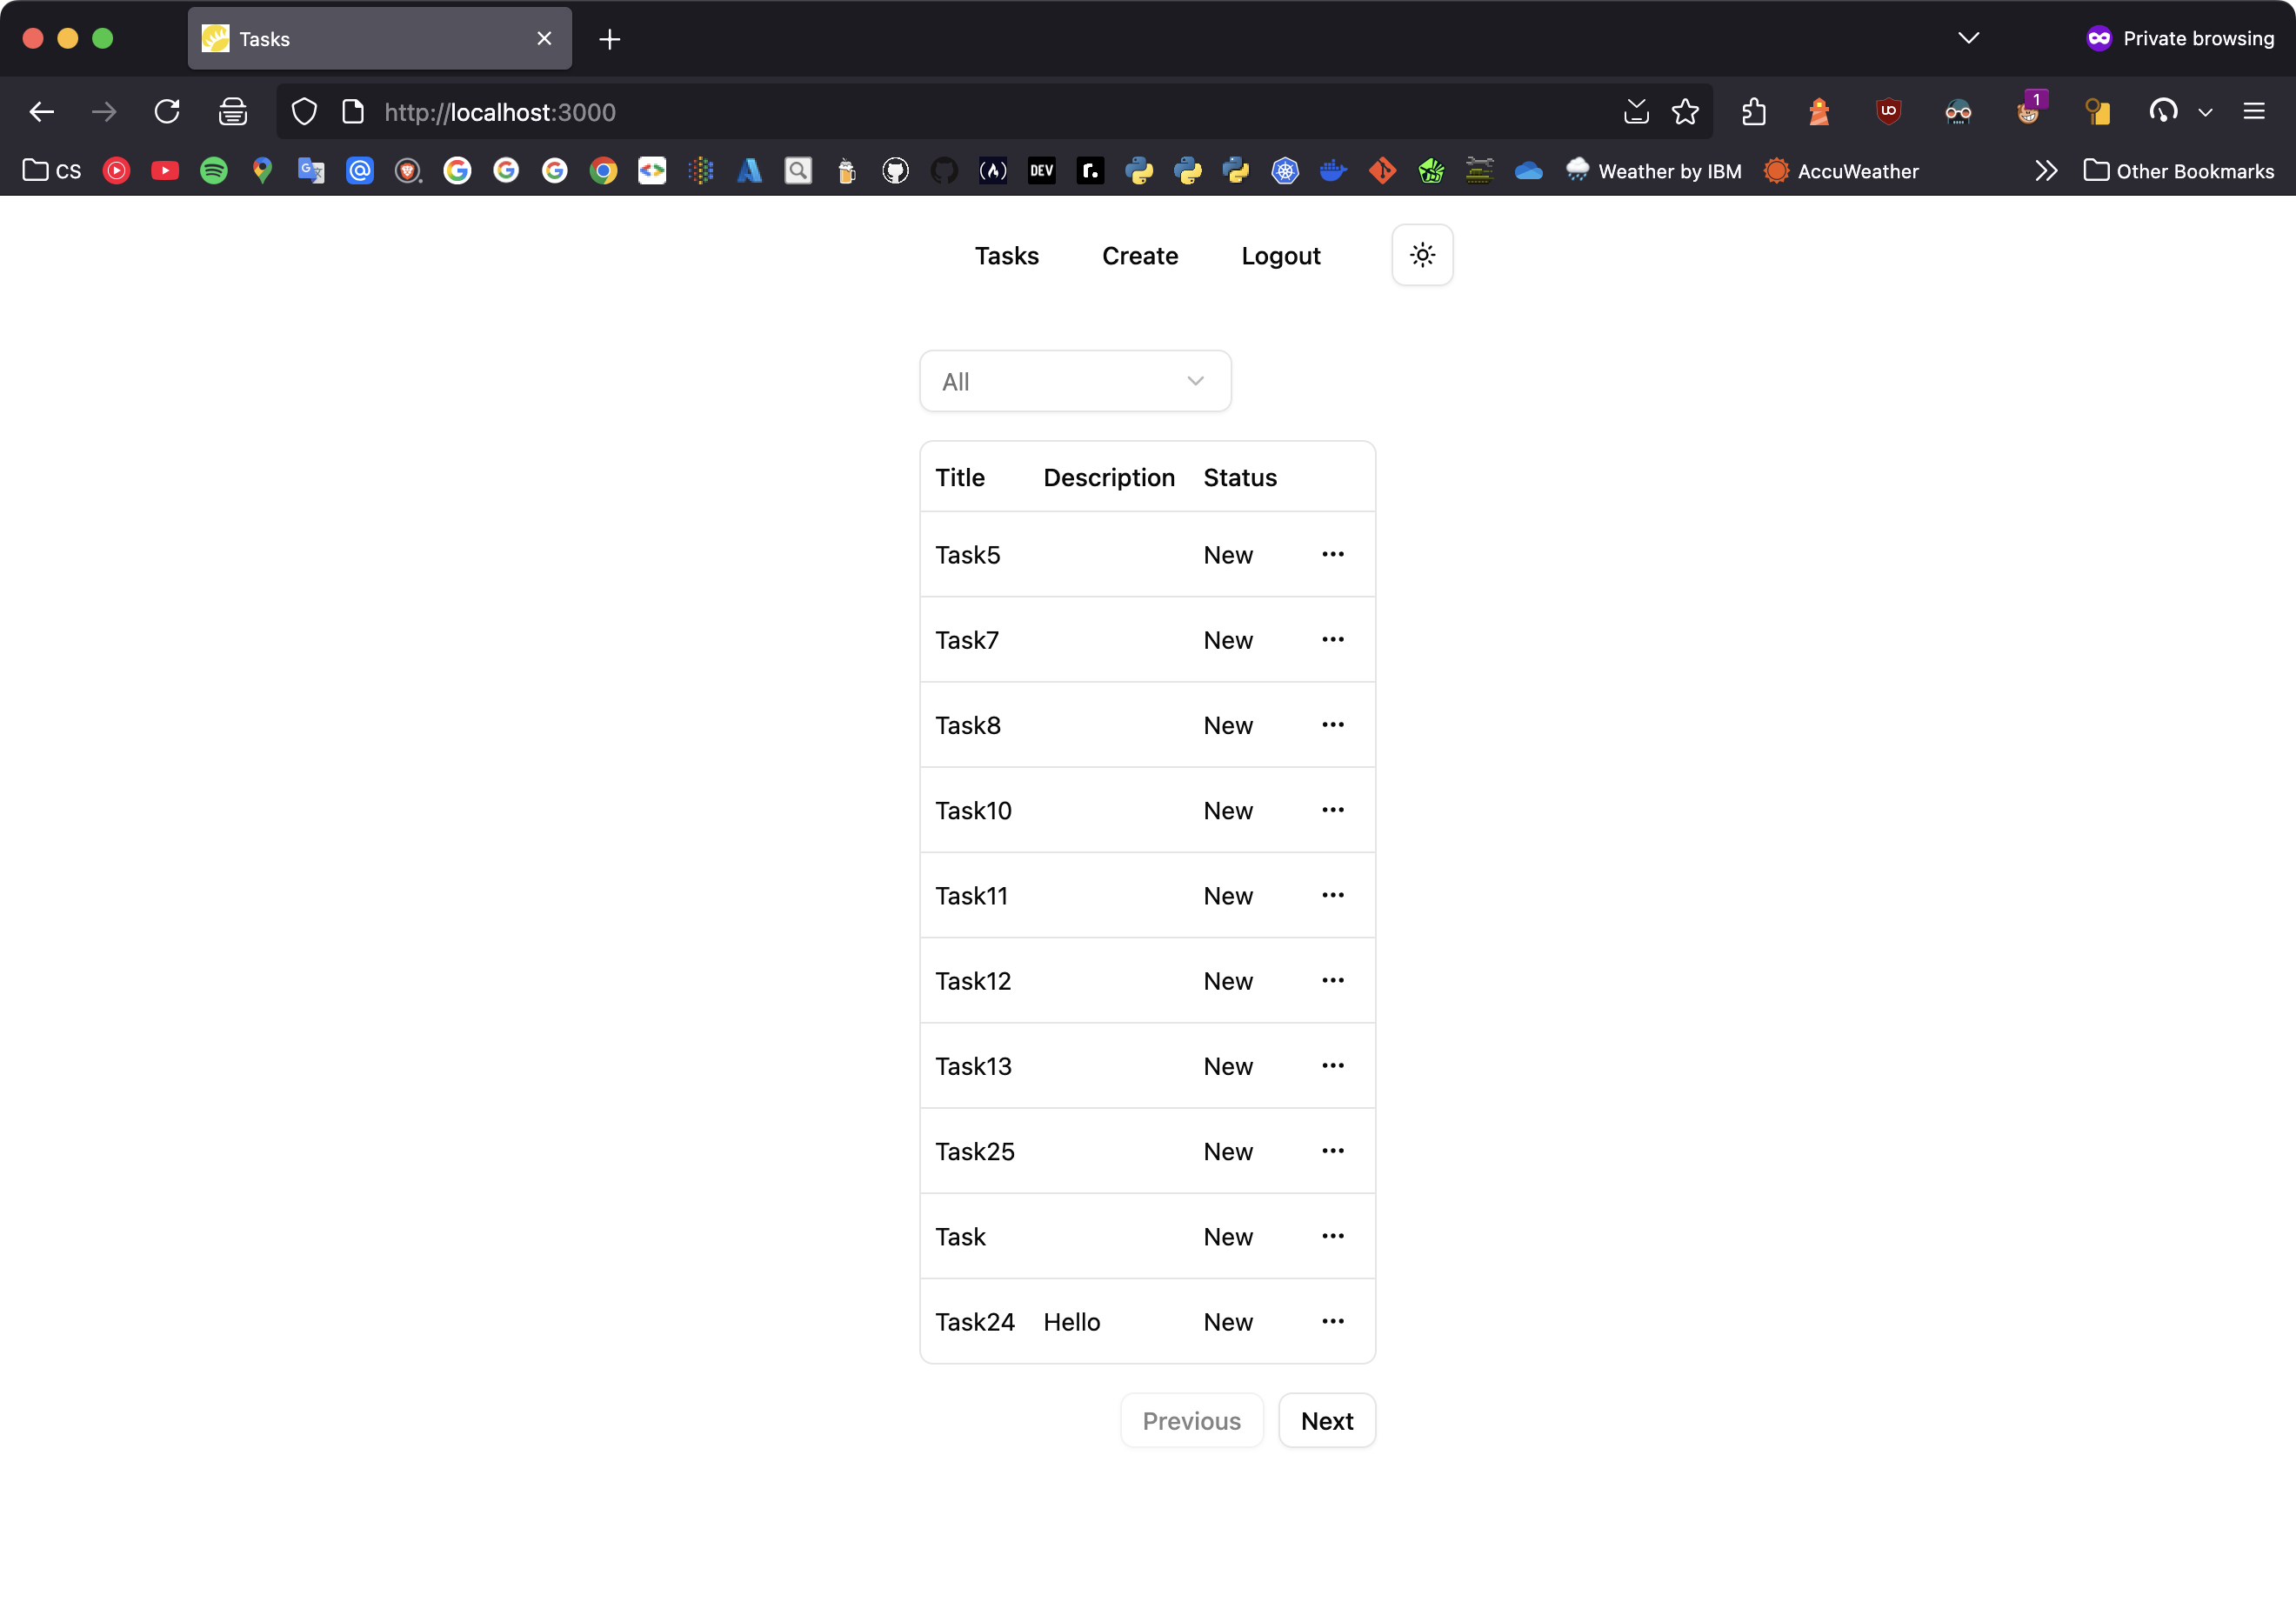 Tasks
Private browsing
http://localhost:3000
1
CS
DEV
r.
Weather by IBM
AccuWeather
Other Bookmarks
Tasks Create Logout
All
Title Description Status
Task5 New
Task7 New
Task8 New
Task10 New
Task11 New
Task12 New
Task13 New
Task25 New
Task New
Task24 Hello New
Previous Next